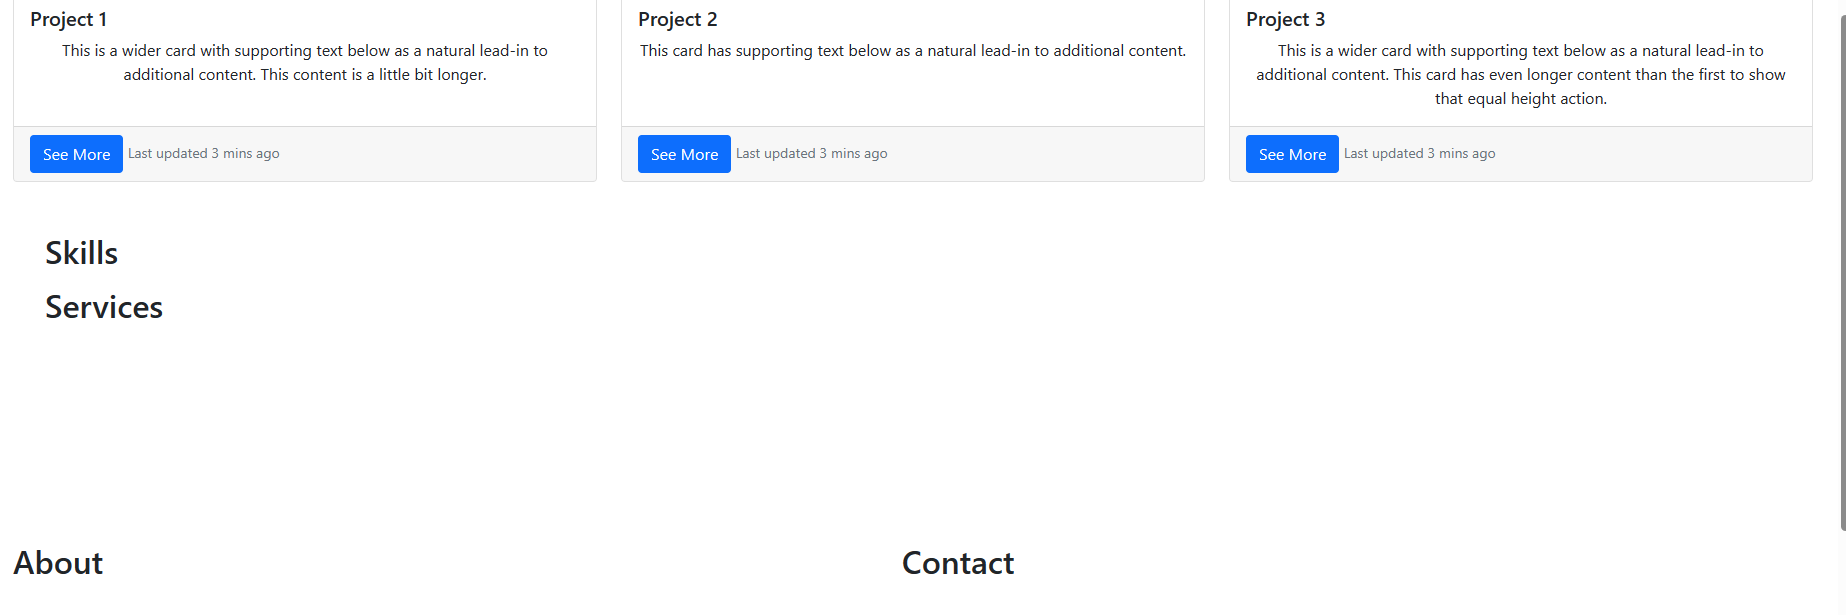 Project 1
This is a wider card with supporting text below as a natural lead-in to
additional content. This content is a little bit longer.
See More Last updated 3 mins ago
Project 2
This card has supporting text below as a natural lead-in to additional content.
See More Last updated 3 mins ago
Project 3
This is a wider card with supporting text below as a natural lead-in to
additional content. This card has even longer content than the first to show
that equal height action.
See More Last updated 3 mins ago
Skills
Services
About
Contact